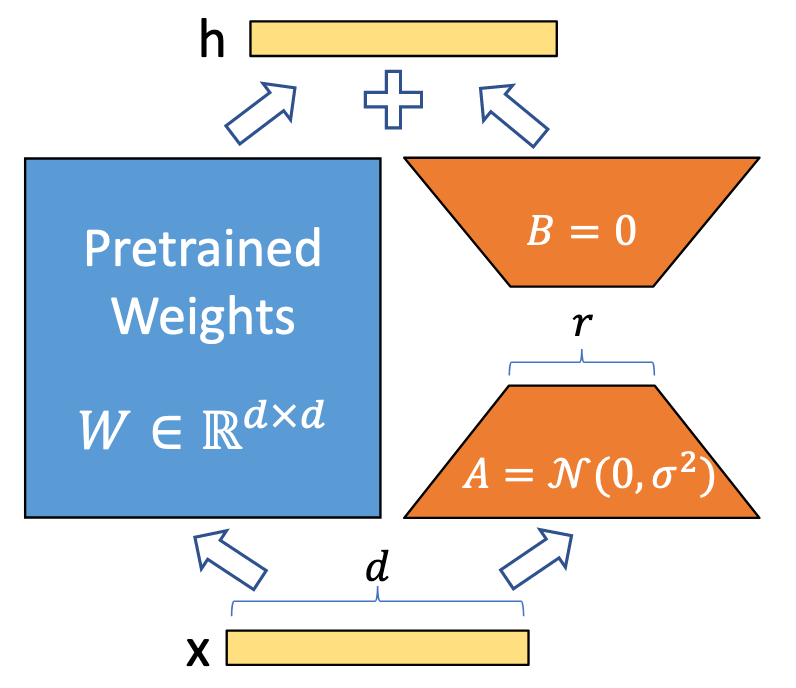 h
Pretrained
Weights
W ∈ ℝ^{d×d}
B = 0
r
A = 𝒩(0, σ²)
d
x